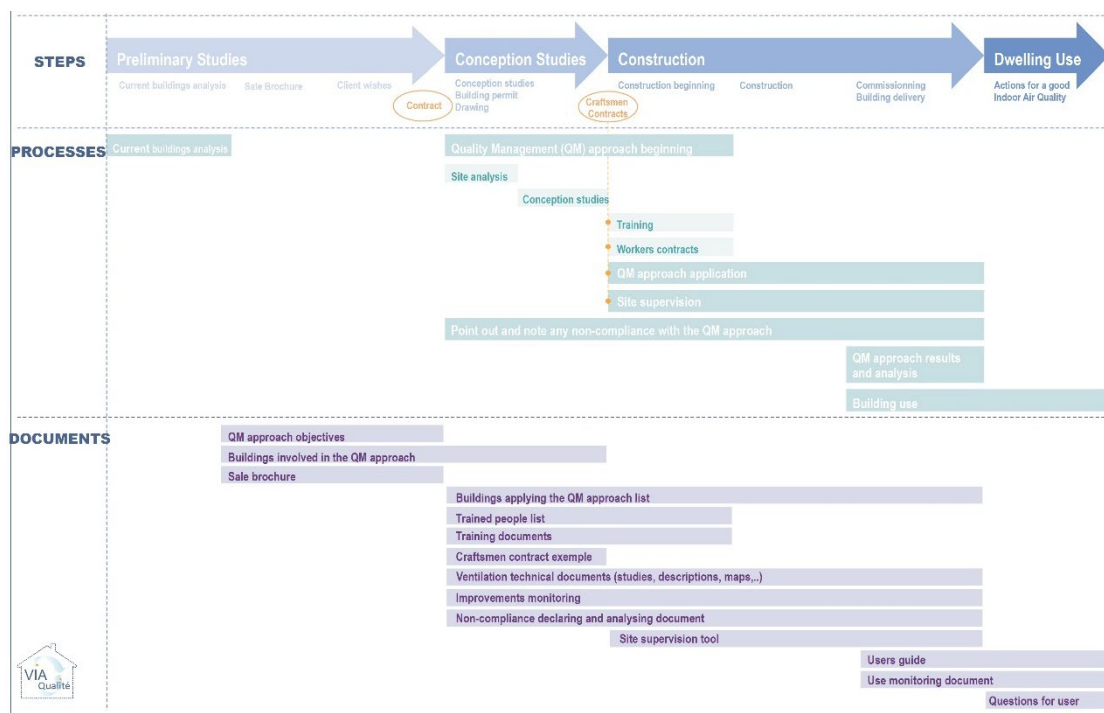 STEPS
Preliminary Studies
Conception Studies
Construction
Dwelling Use
Current buildings analysis
Sale Brochure
Client wishes
Contract
Conception studies
Building permit
Drawing
Craftsmen
Contracts
Construction beginning
Construction
Commissionning
Building delivery
Actions for a good
Indoor Air Quality
PROCESSES
Current buildings analysis
Quality Management (QM) approach beginning
Site analysis
Conception studies
Training
Workers contracts
QM approach application
Site supervision
Point out and note any non-compliance with the QM approach
QM approach results
and analysis
Building use
DOCUMENTS
QM approach objectives
Buildings involved in the QM approach
Sale brochure
Buildings applying the QM approach list
Trained people list
Training documents
Craftsmen contract exemple
Ventilation technical documents (studies, descriptions, maps,..)
Improvements monitoring
Non-compliance declaring and analysing document
Site supervision tool
Users guide
Use monitoring document
Questions for user
VIA
Qualité